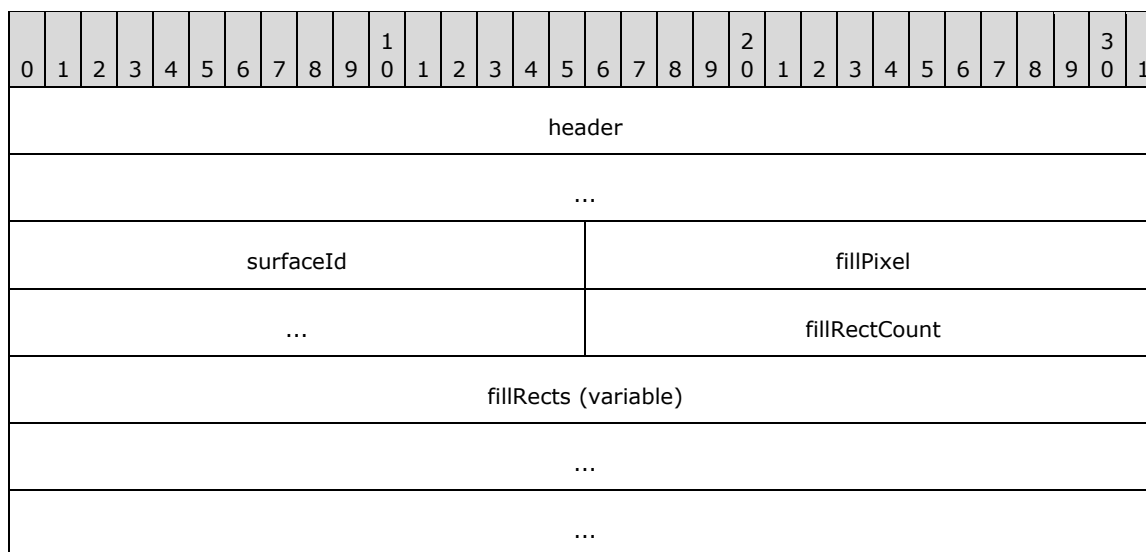 1 2 3
0 1 2 3 4 5 6 7 8 9 0 1 2 3 4 5 6 7 8 9 0 1 2 3 4 5 6 7 8 9 0 1
header
...
surfaceId fillPixel
... fillRectCount
fillRects (variable)
...
...